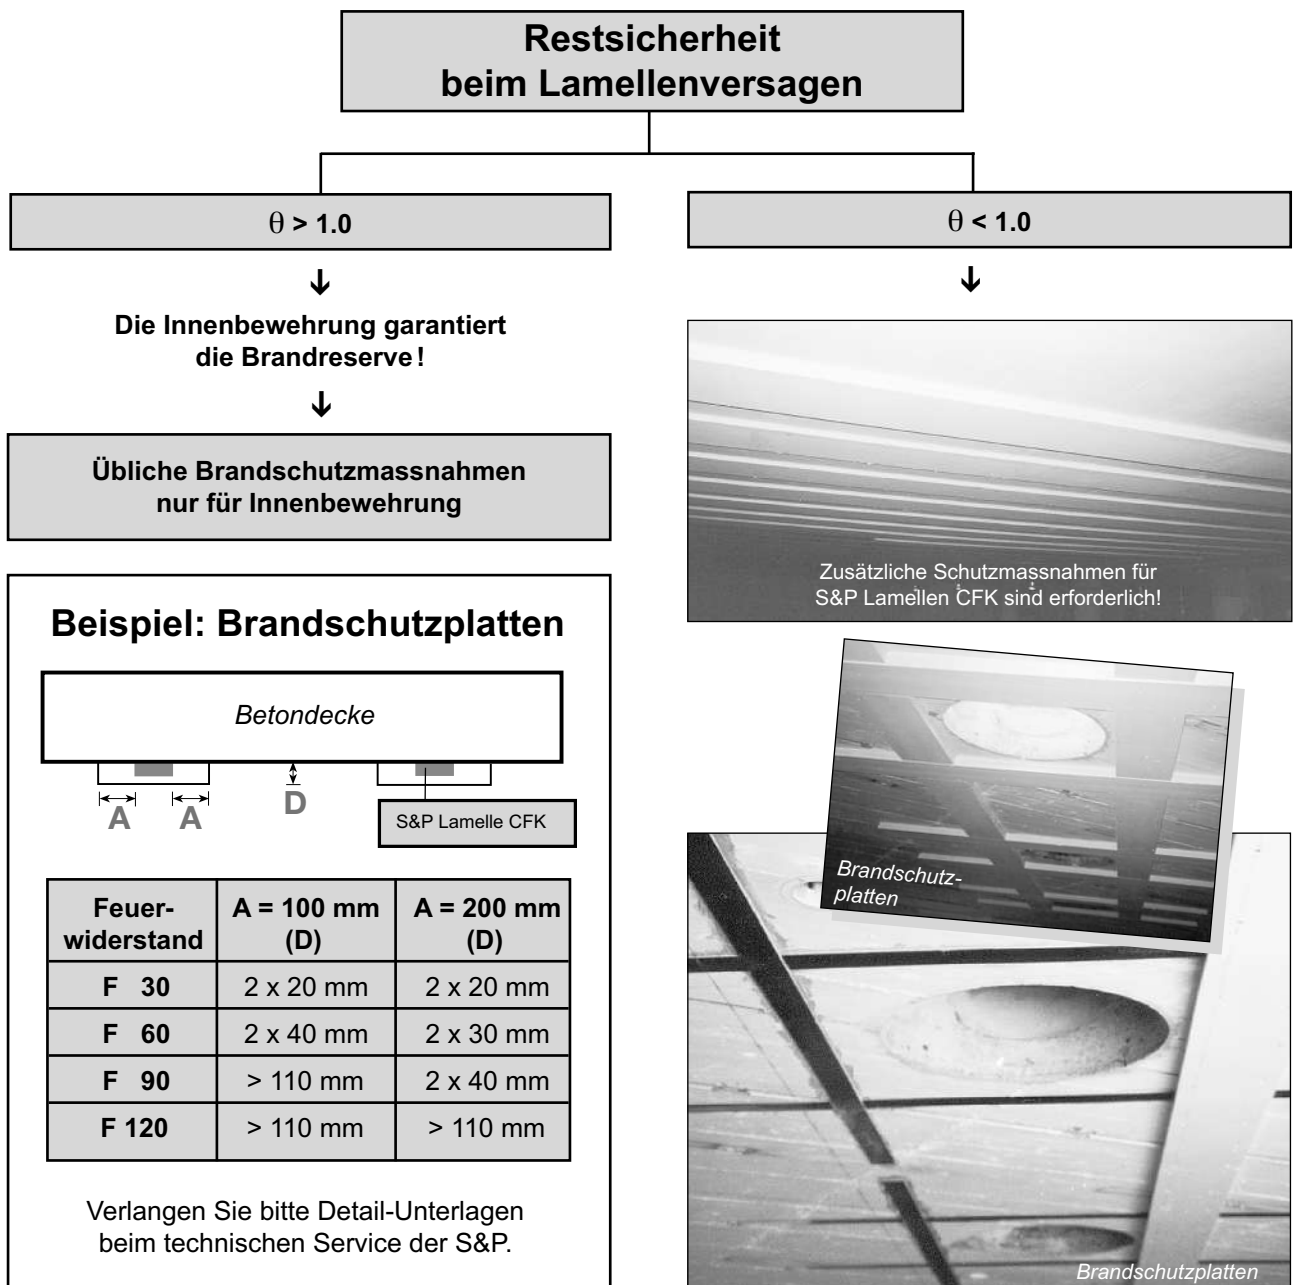 Restsicherheit
beim Lamellenversagen
θ > 1.0
Die Innenbewehrung garantiert
die Brandreserve!
Übliche Brandschutzmassnahmen
nur für Innenbewehrung
θ < 1.0
Zusätzliche Schutzmassnahmen für
S&P Lamellen CFK sind erforderlich!
Beispiel: Brandschutzplatten
Betondecke
A A D
S&P Lamelle CFK
Feuer-
widerstand
A = 100 mm
(D)
A = 200 mm
(D)
F 30 2 x 20 mm 2 x 20 mm
F 60 2 x 40 mm 2 x 30 mm
F 90 > 110 mm 2 x 40 mm
F 120 > 110 mm > 110 mm
Verlangen Sie bitte Detail-Unterlagen
beim technischen Service der S&P.
Brandschutz-
platten
Brandschutzplatten